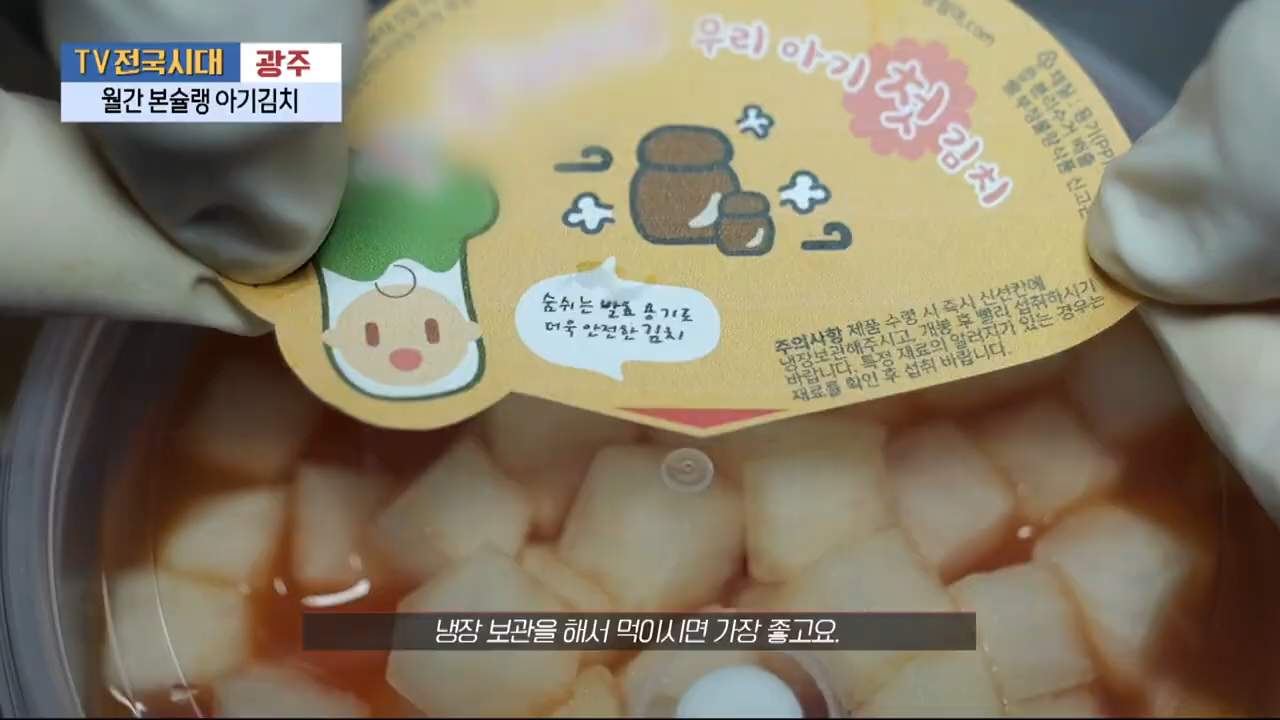 TV전국시대 광주
월간 본슐랭 아기김치
우리 아기 첫 김치
숨쉬는 발효 용기로
더욱 안전한 김치
주의사항 제품 수령 시 즉시 신선칸에
냉장보관해주시고, 개봉 후 빨리 섭취하시기
바랍니다. 특정 재료의 알러지가 있는 경우는
재료를 확인 후 섭취 바랍니다.
냉장 보관을 해서 먹이시면 가장 좋고요.